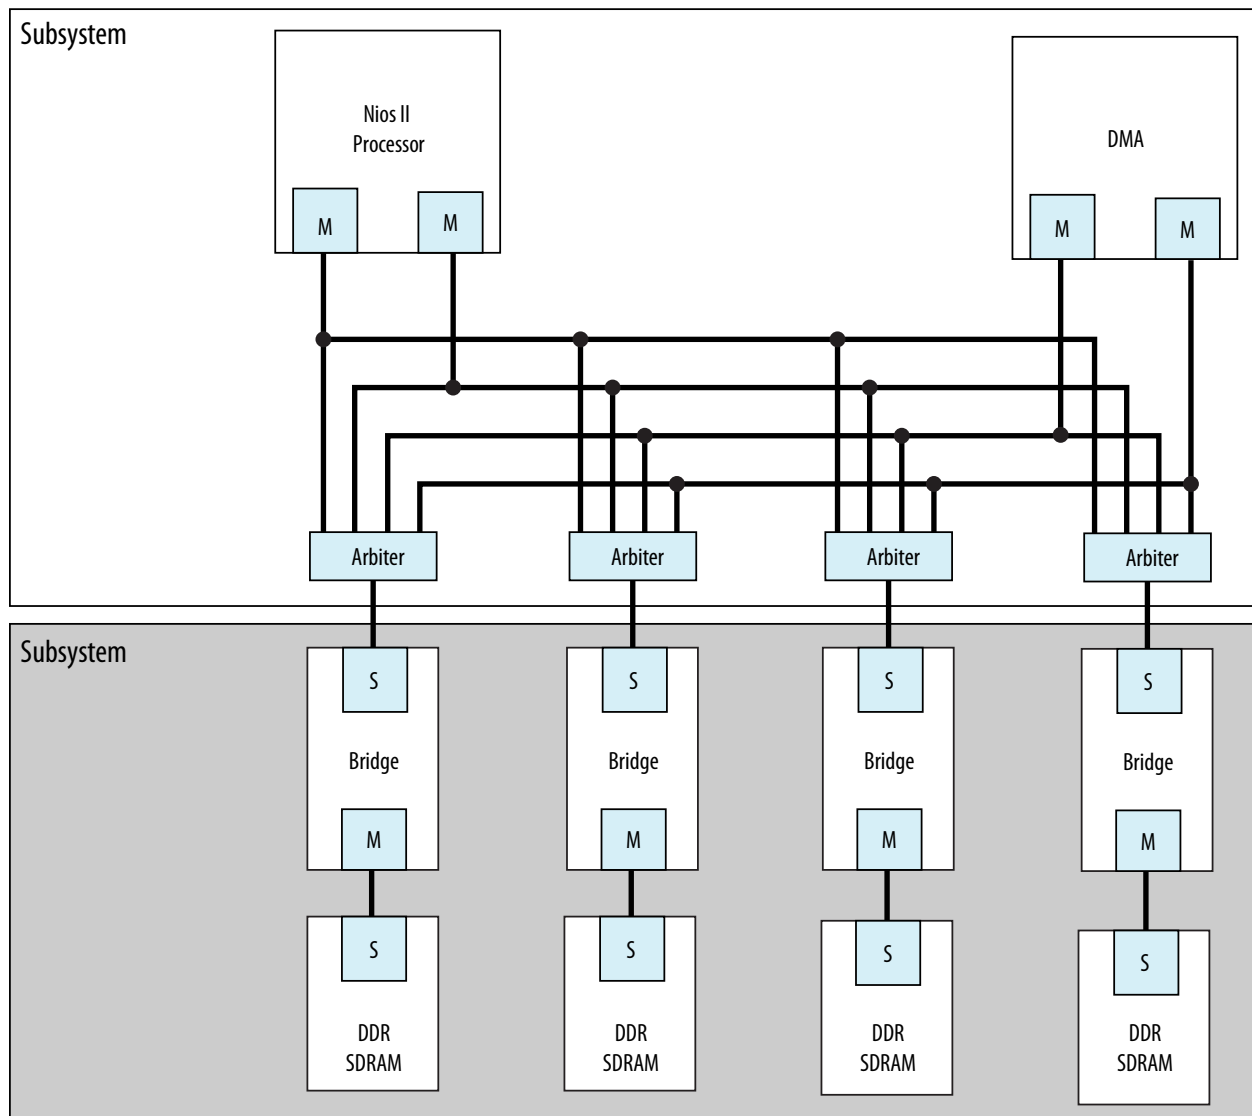 Subsystem
Nios II
Processor
DMA
M
M
M
M
Arbiter
Arbiter
Arbiter
Arbiter
Subsystem
S
S
S
S
Bridge
Bridge
Bridge
Bridge
M
M
M
M
S
S
S
S
DDR
SDRAM
DDR
SDRAM
DDR
SDRAM
DDR
SDRAM